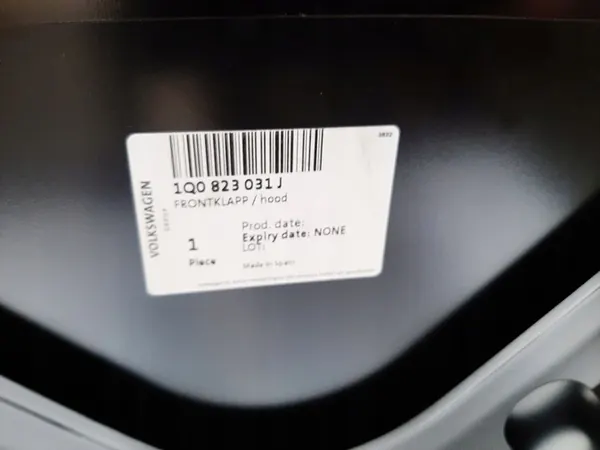 VOLKSWAGEN
1Q0 823 031 J
FRONTKLAPP / hood
Prod. date:
Expiry date: NONE
LOT:
1
Piece
Made in Spain